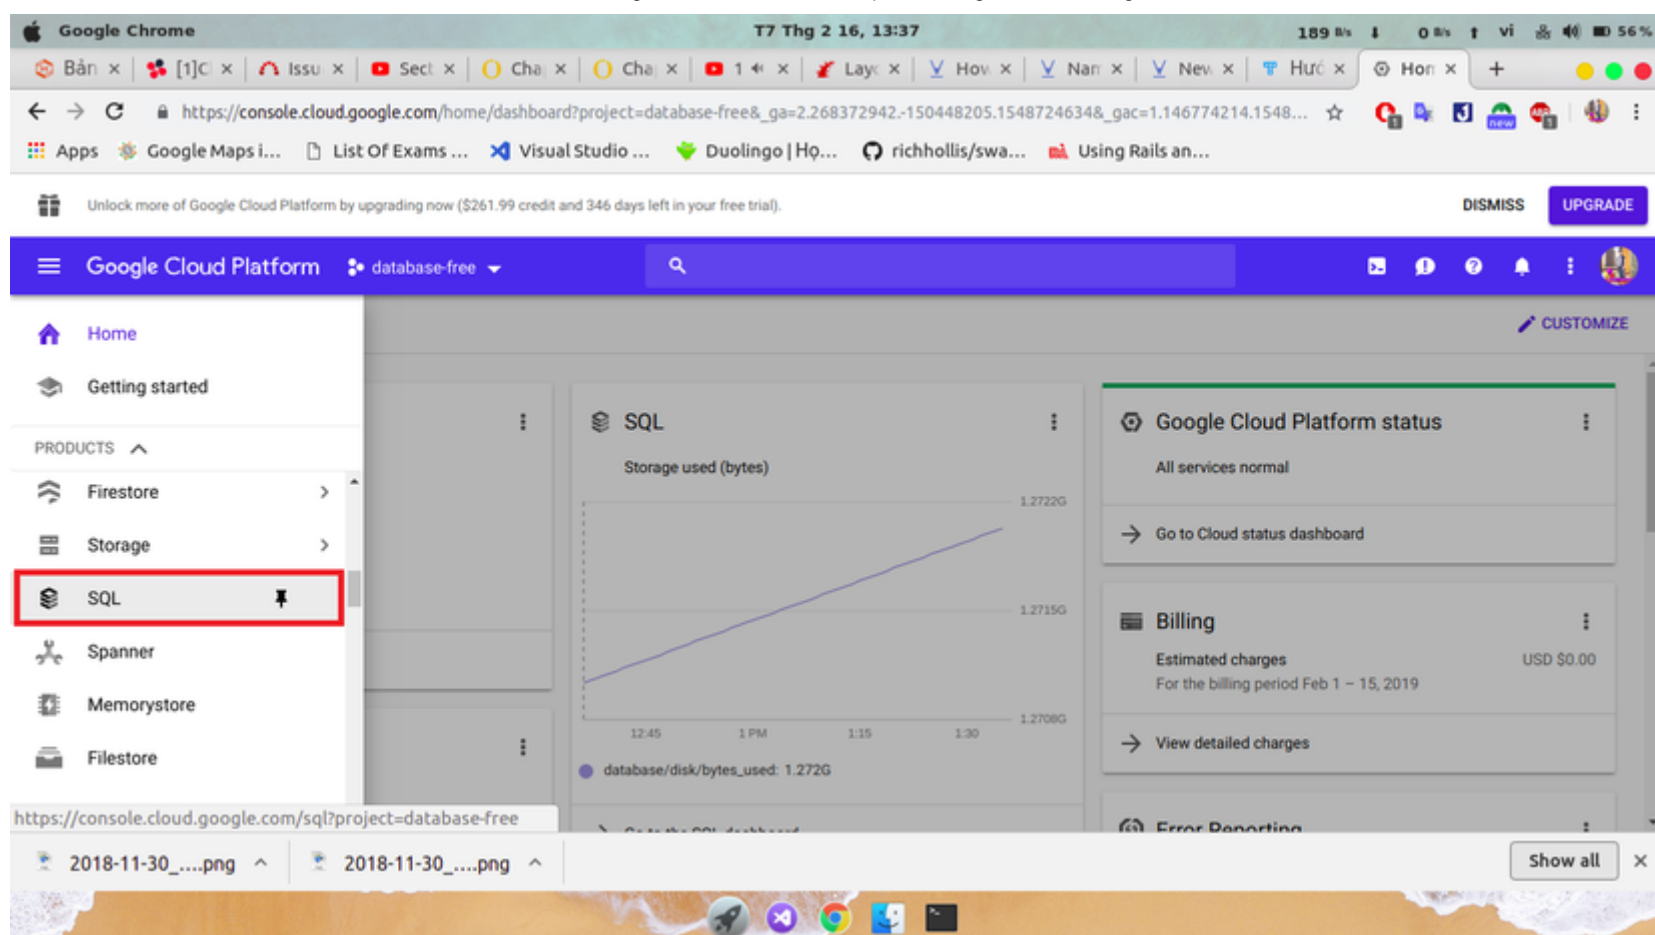 Google Chrome
T7 Thg 2 16, 13:37
189 B/s 0 B/s vi 56%
Bản [1]C Issu Sect Cha Cha 1 Layc How Nam New Hướ Hom
https://console.cloud.google.com/home/dashboard?project=database-free&_ga=2.268372942.-150448205.1548724634&_gac=1.146774214.1548...
Apps Google Maps i... List Of Exams ... Visual Studio ... Duolingo | Họ... richhollis/swa... Using Rails an...
Unlock more of Google Cloud Platform by upgrading now ($261.99 credit and 346 days left in your free trial).
DISMISS UPGRADE
Google Cloud Platform database-free
CUSTOMIZE
Home
Getting started
PRODUCTS
Firestore
Storage
SQL
Spanner
Memorystore
Filestore
SQL
Storage used (bytes)
1.2722G
1.2715G
1.2708G
12:45 1 PM 1:15 1:30
database/disk/bytes_used: 1.272G
Go to the SQL dashboard
Google Cloud Platform status
All services normal
Go to Cloud status dashboard
Billing
Estimated charges USD $0.00
For the billing period Feb 1 – 15, 2019
View detailed charges
Error Reporting
https://console.cloud.google.com/sql?project=database-free
2018-11-30_....png 2018-11-30_....png Show all